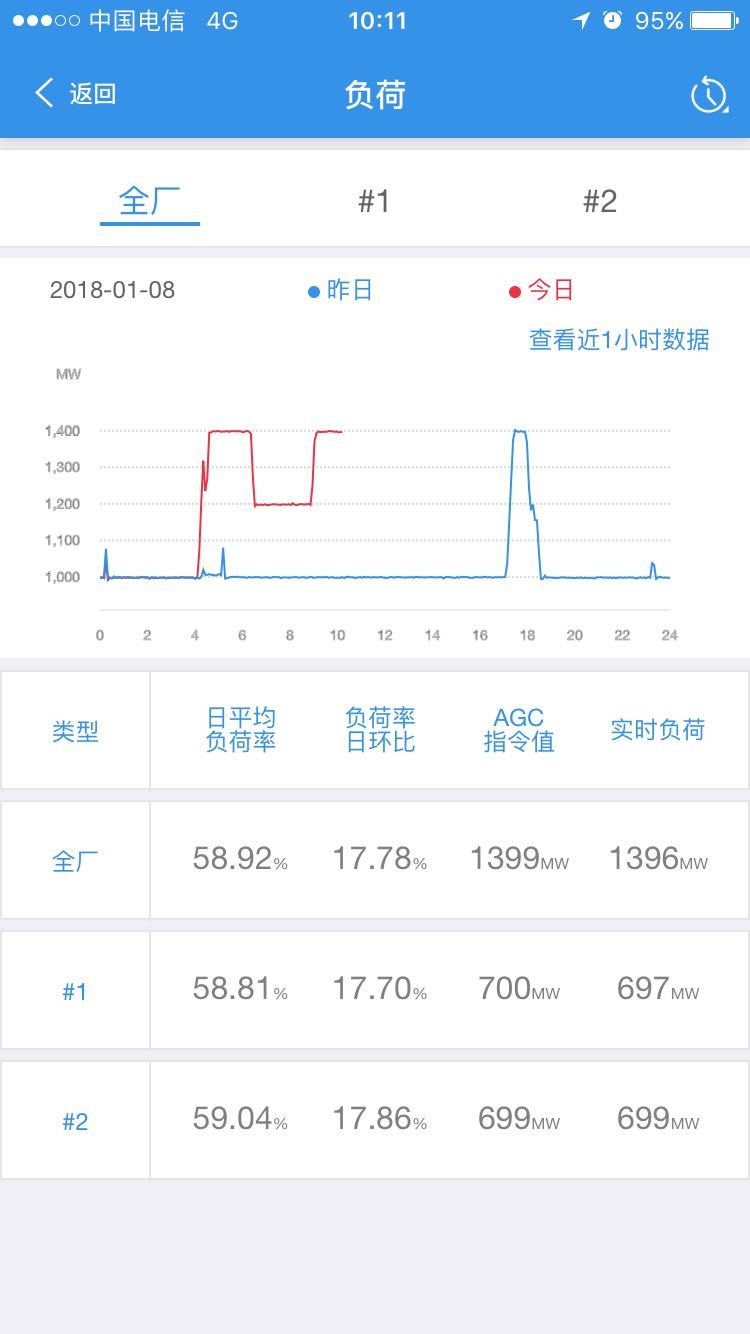 中国电信 4G 10:11 95%
返回 负荷
全厂 #1 #2
2018-01-08 昨日 今日
查看近1小时数据
MW
1,400
1,300
1,200
1,100
1,000
0 2 4 6 8 10 12 14 16 18 20 22 24
类型 日平均 负荷率 AGC 实时负荷
负荷率 日环比 指令值
全厂 58.92% 17.78% 1399MW 1396MW
#1 58.81% 17.70% 700MW 697MW
#2 59.04% 17.86% 699MW 699MW